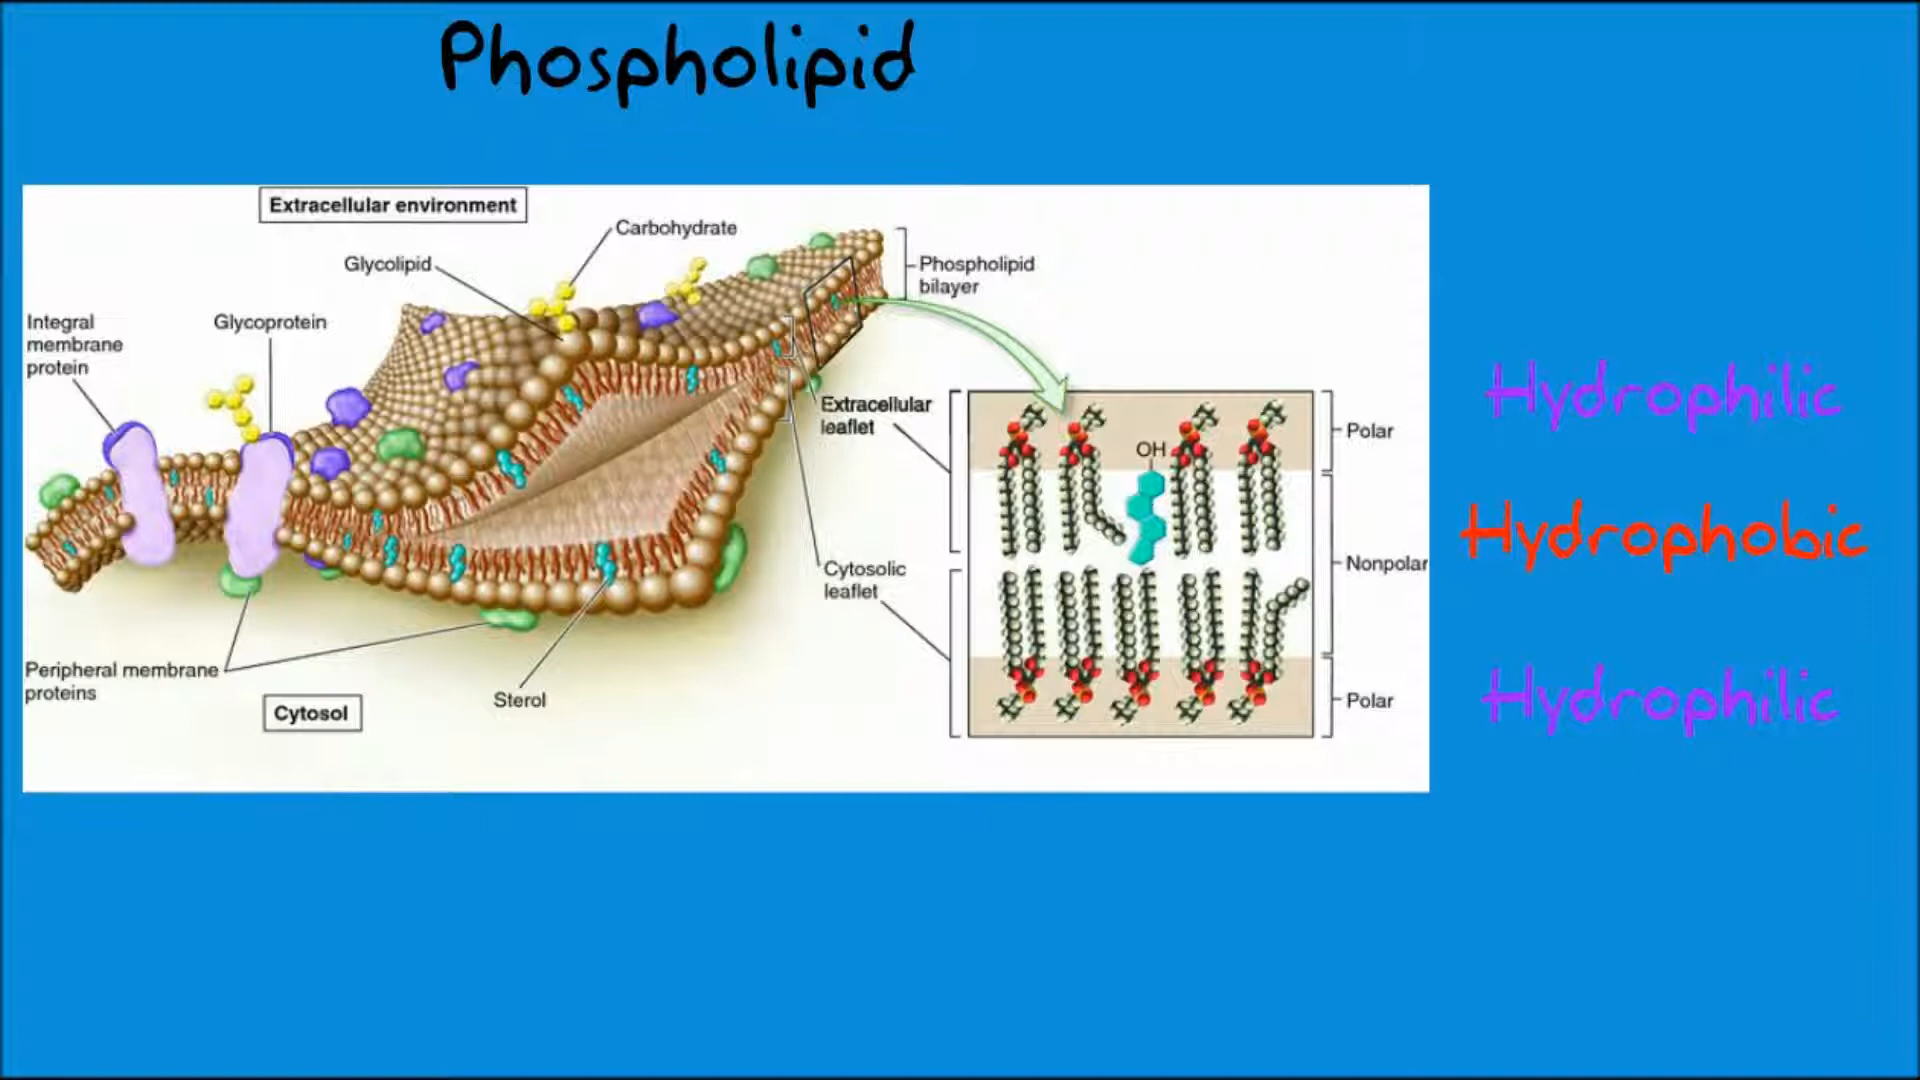 Phospholipid
Extracellular environment
Carbohydrate
Glycolipid
Phospholipid
bilayer
Integral
membrane
protein
Glycoprotein
Extracellular
leaflet
OH
Polar
Hydrophilic
Cytosolic
leaflet
Nonpolar
Hydrophobic
Peripheral membrane
proteins
Cytosol
Sterol
Polar
Hydrophilic